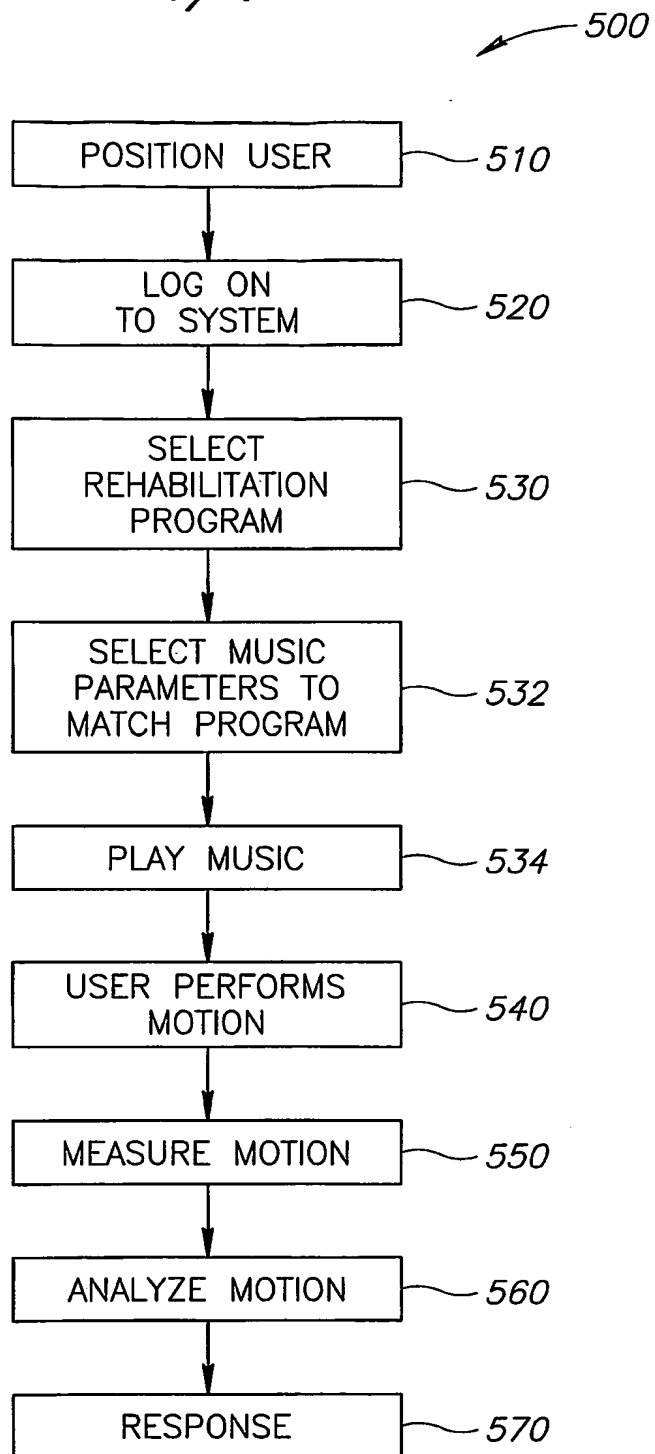 500
POSITION USER 510
LOG ON
TO SYSTEM 520
SELECT
REHABILITATION
PROGRAM 530
SELECT MUSIC
PARAMETERS TO
MATCH PROGRAM 532
PLAY MUSIC 534
USER PERFORMS
MOTION 540
MEASURE MOTION 550
ANALYZE MOTION 560
RESPONSE 570